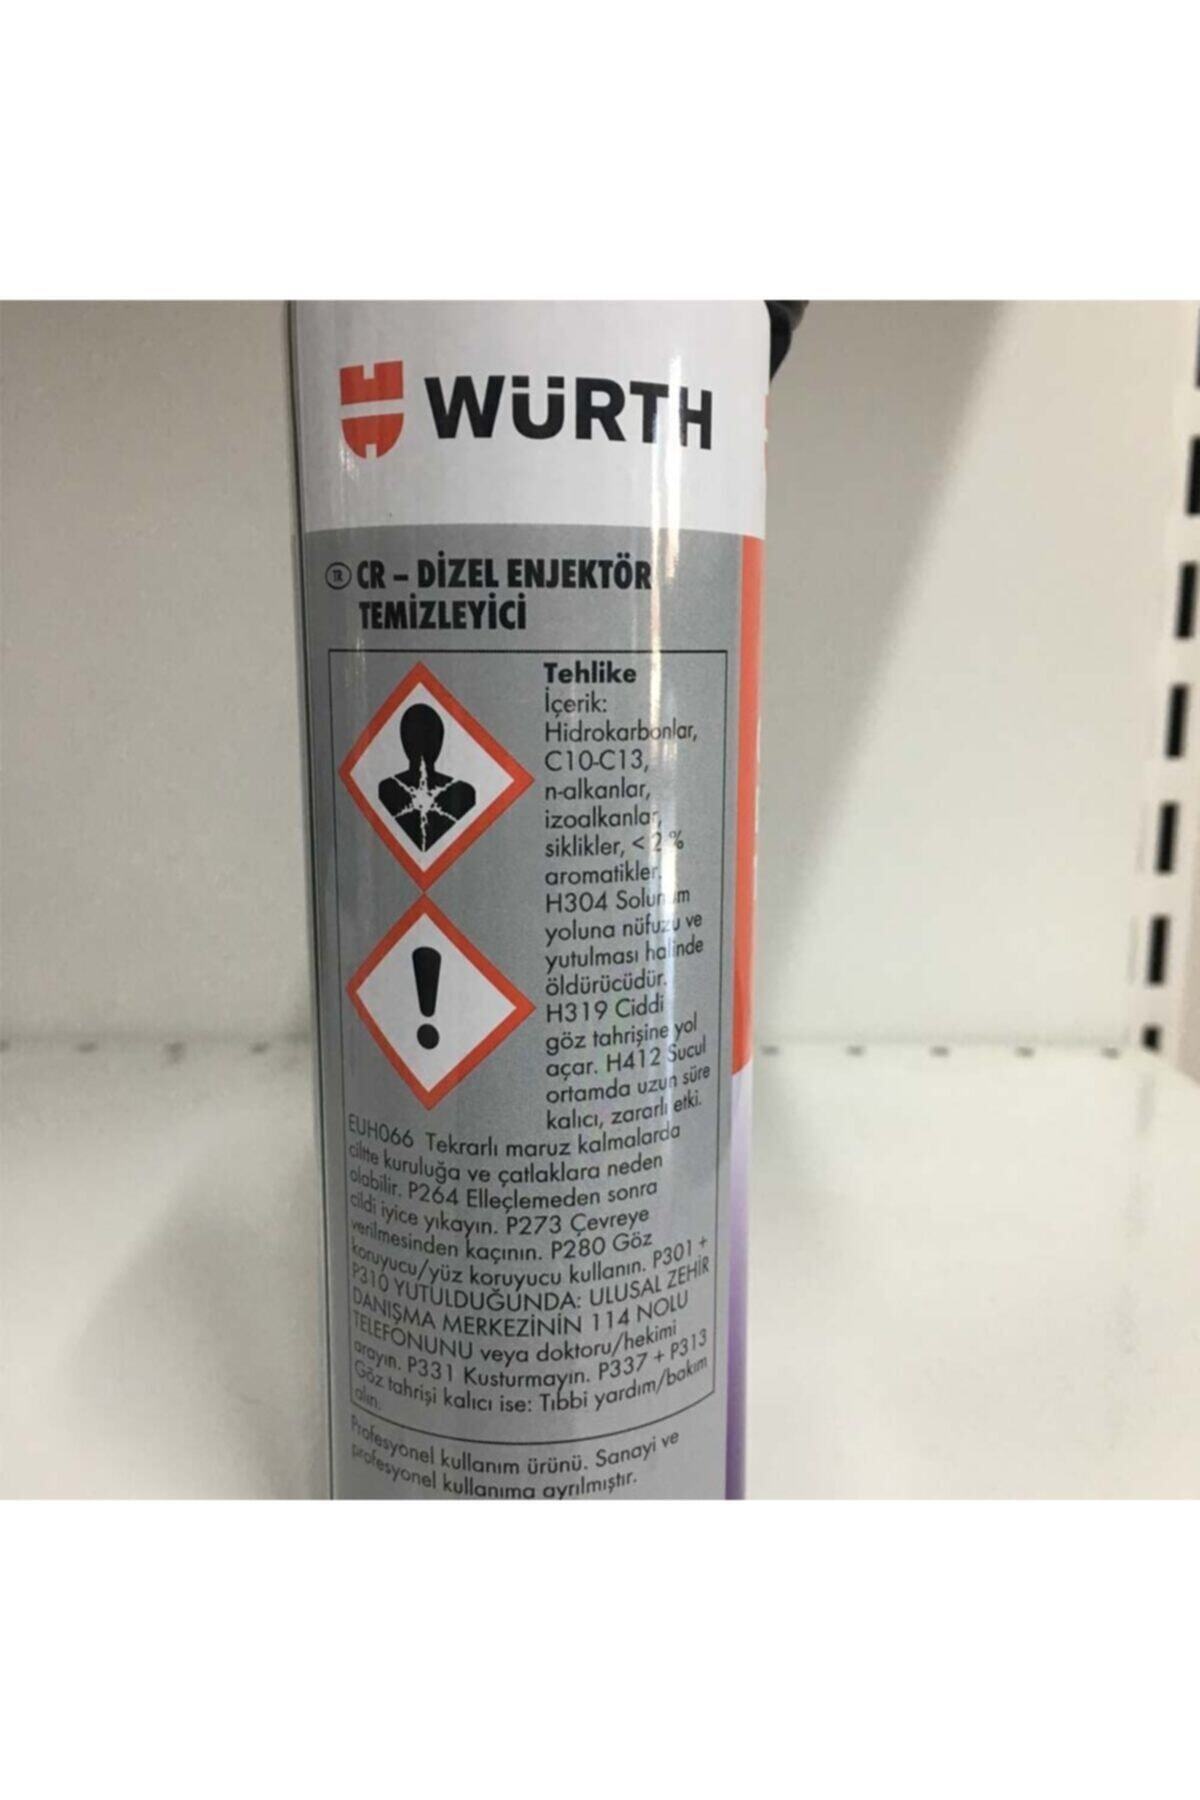 WÜRTH
TR CR – DİZEL ENJEKTÖR
TEMİZLEYİCİ
Tehlike
İçerik:
Hidrokarbonlar,
C10-C13,
n-alkanlar,
izoalkanlar,
siklikler, < 2 %
aromatikler.
H304 Solunum
yoluna nüfuzu ve
yutulması halinde
öldürücüdür.
H319 Ciddi
göz tahrişine yol
açar. H412 Sucul
ortamda uzun süre
kalıcı, zararlı etki.
EUH066 Tekrarlı maruz kalmalarda
ciltte kuruluğa ve çatlaklara neden
olabilir. P264 Elleçlemeden sonra
cildi iyice yıkayın. P273 Çevreye
verilmesinden kaçının. P280 Göz
koruyucu/yüz koruyucu kullanın. P301 +
P310 YUTULDUĞUNDA: ULUSAL ZEHİR
DANIŞMA MERKEZİNİN 114 NOLU
TELEFONUNU veya doktoru/hekimi
arayın. P331 Kusturmayın. P337 + P313
Göz tahrişi kalıcı ise: Tıbbi yardım/bakım
alın.
Profesyonel kullanım ürünü. Sanayi ve
profesyonel kullanıma ayrılmıştır.